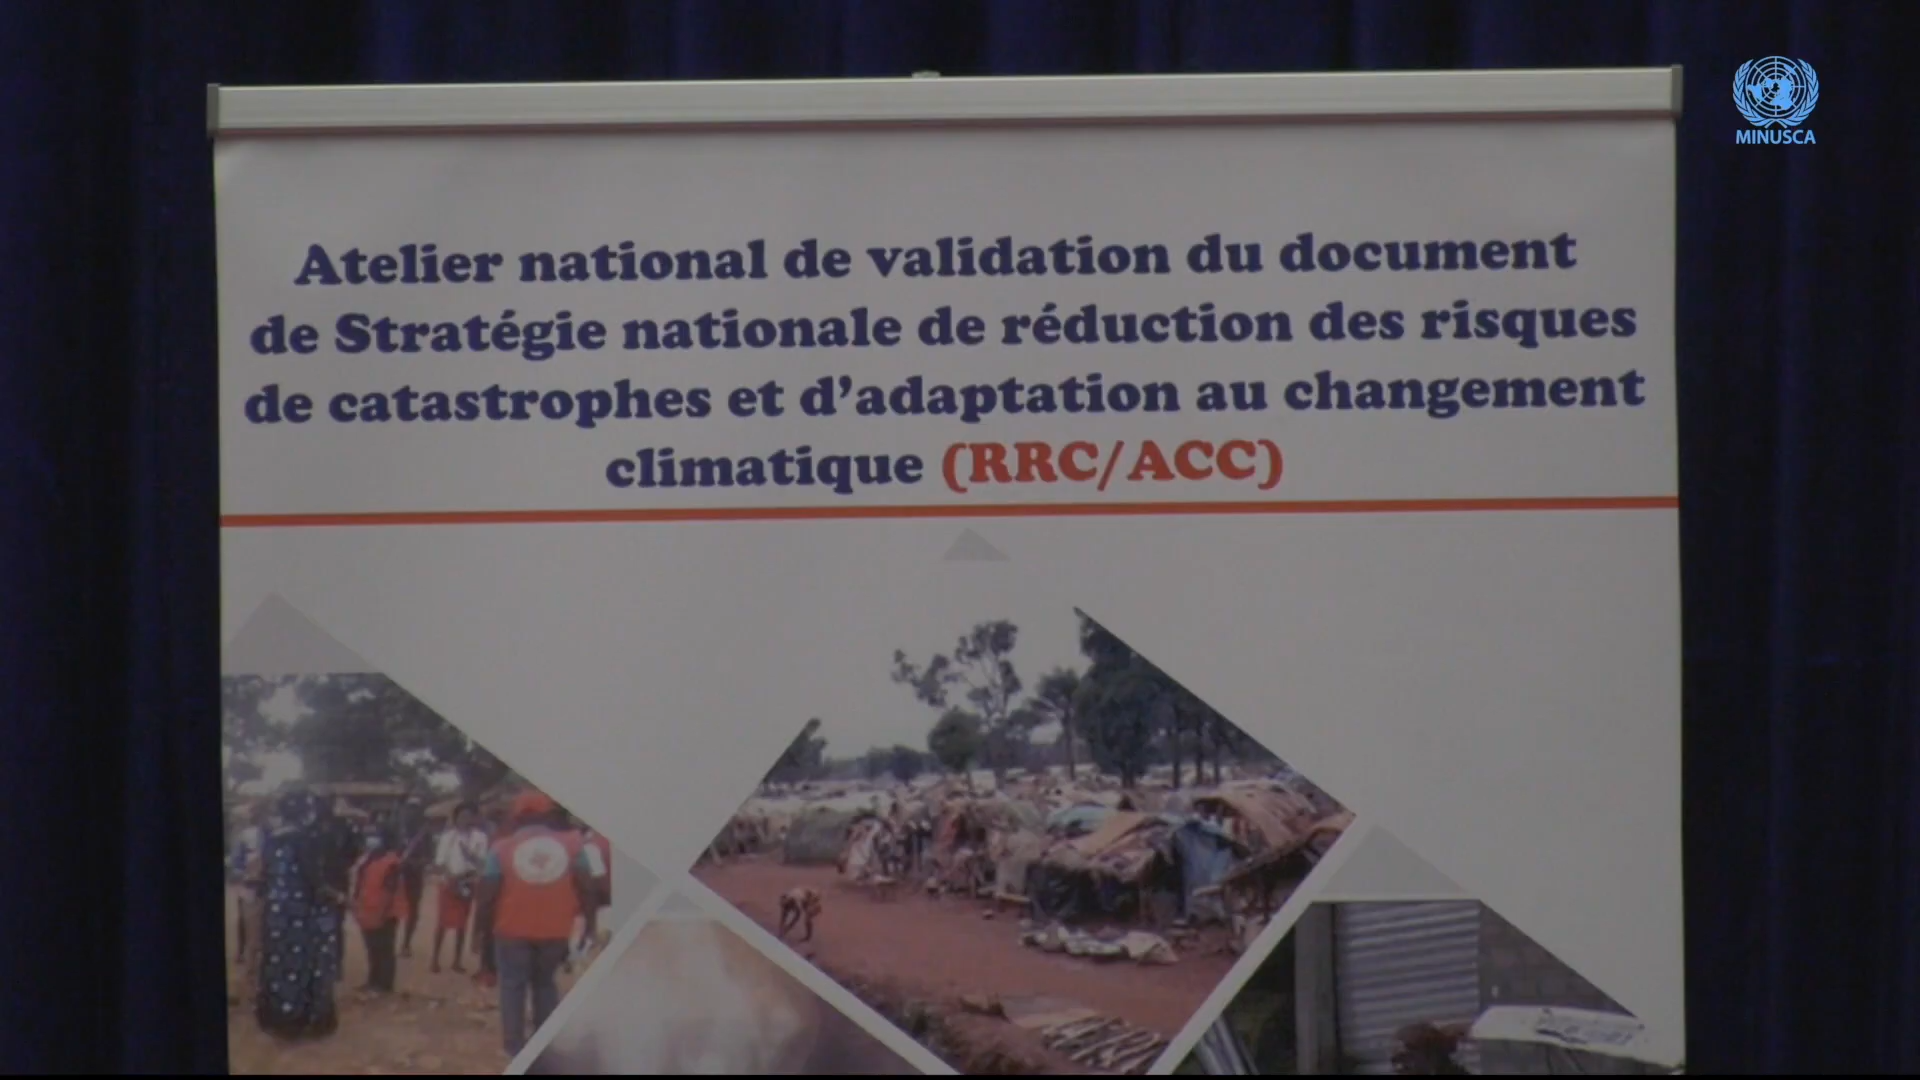 MINUSCA
Atelier national de validation du document
de Stratégie nationale de réduction des risques
de catastrophes et d'adaptation au changement
climatique (RRC/ACC)